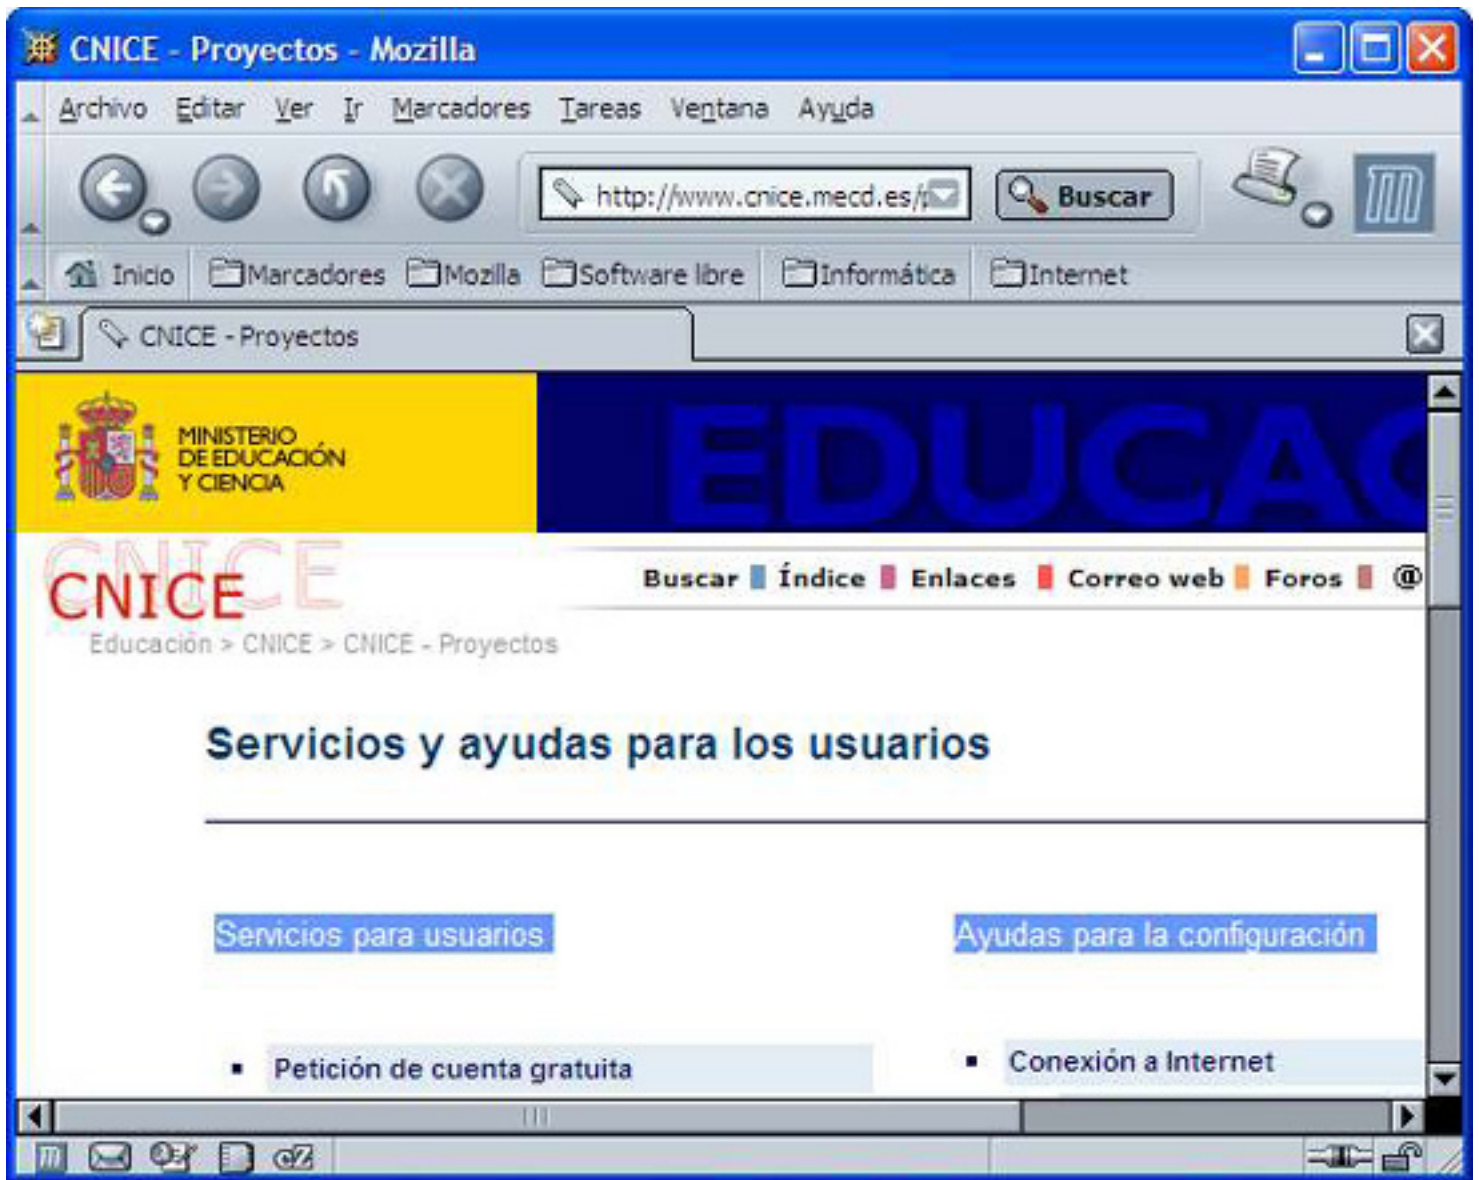 CNICE - Proyectos - Mozilla
Archivo Editar Ver Ir Marcadores Tareas Ventana Ayuda
http://www.cnice.mecd.es/p Buscar
Inicio Marcadores Mozilla Software libre Informática Internet
CNICE - Proyectos
MINISTERIO
DE EDUCACIÓN
Y CIENCIA
EDUCAC
CNICE
CNICE
Buscar Índice Enlaces Correo web Foros @
Educación > CNICE > CNICE - Proyectos
Servicios y ayudas para los usuarios
Servicios para usuarios
Ayudas para la configuración
▪ Petición de cuenta gratuita
▪ Conexión a Internet